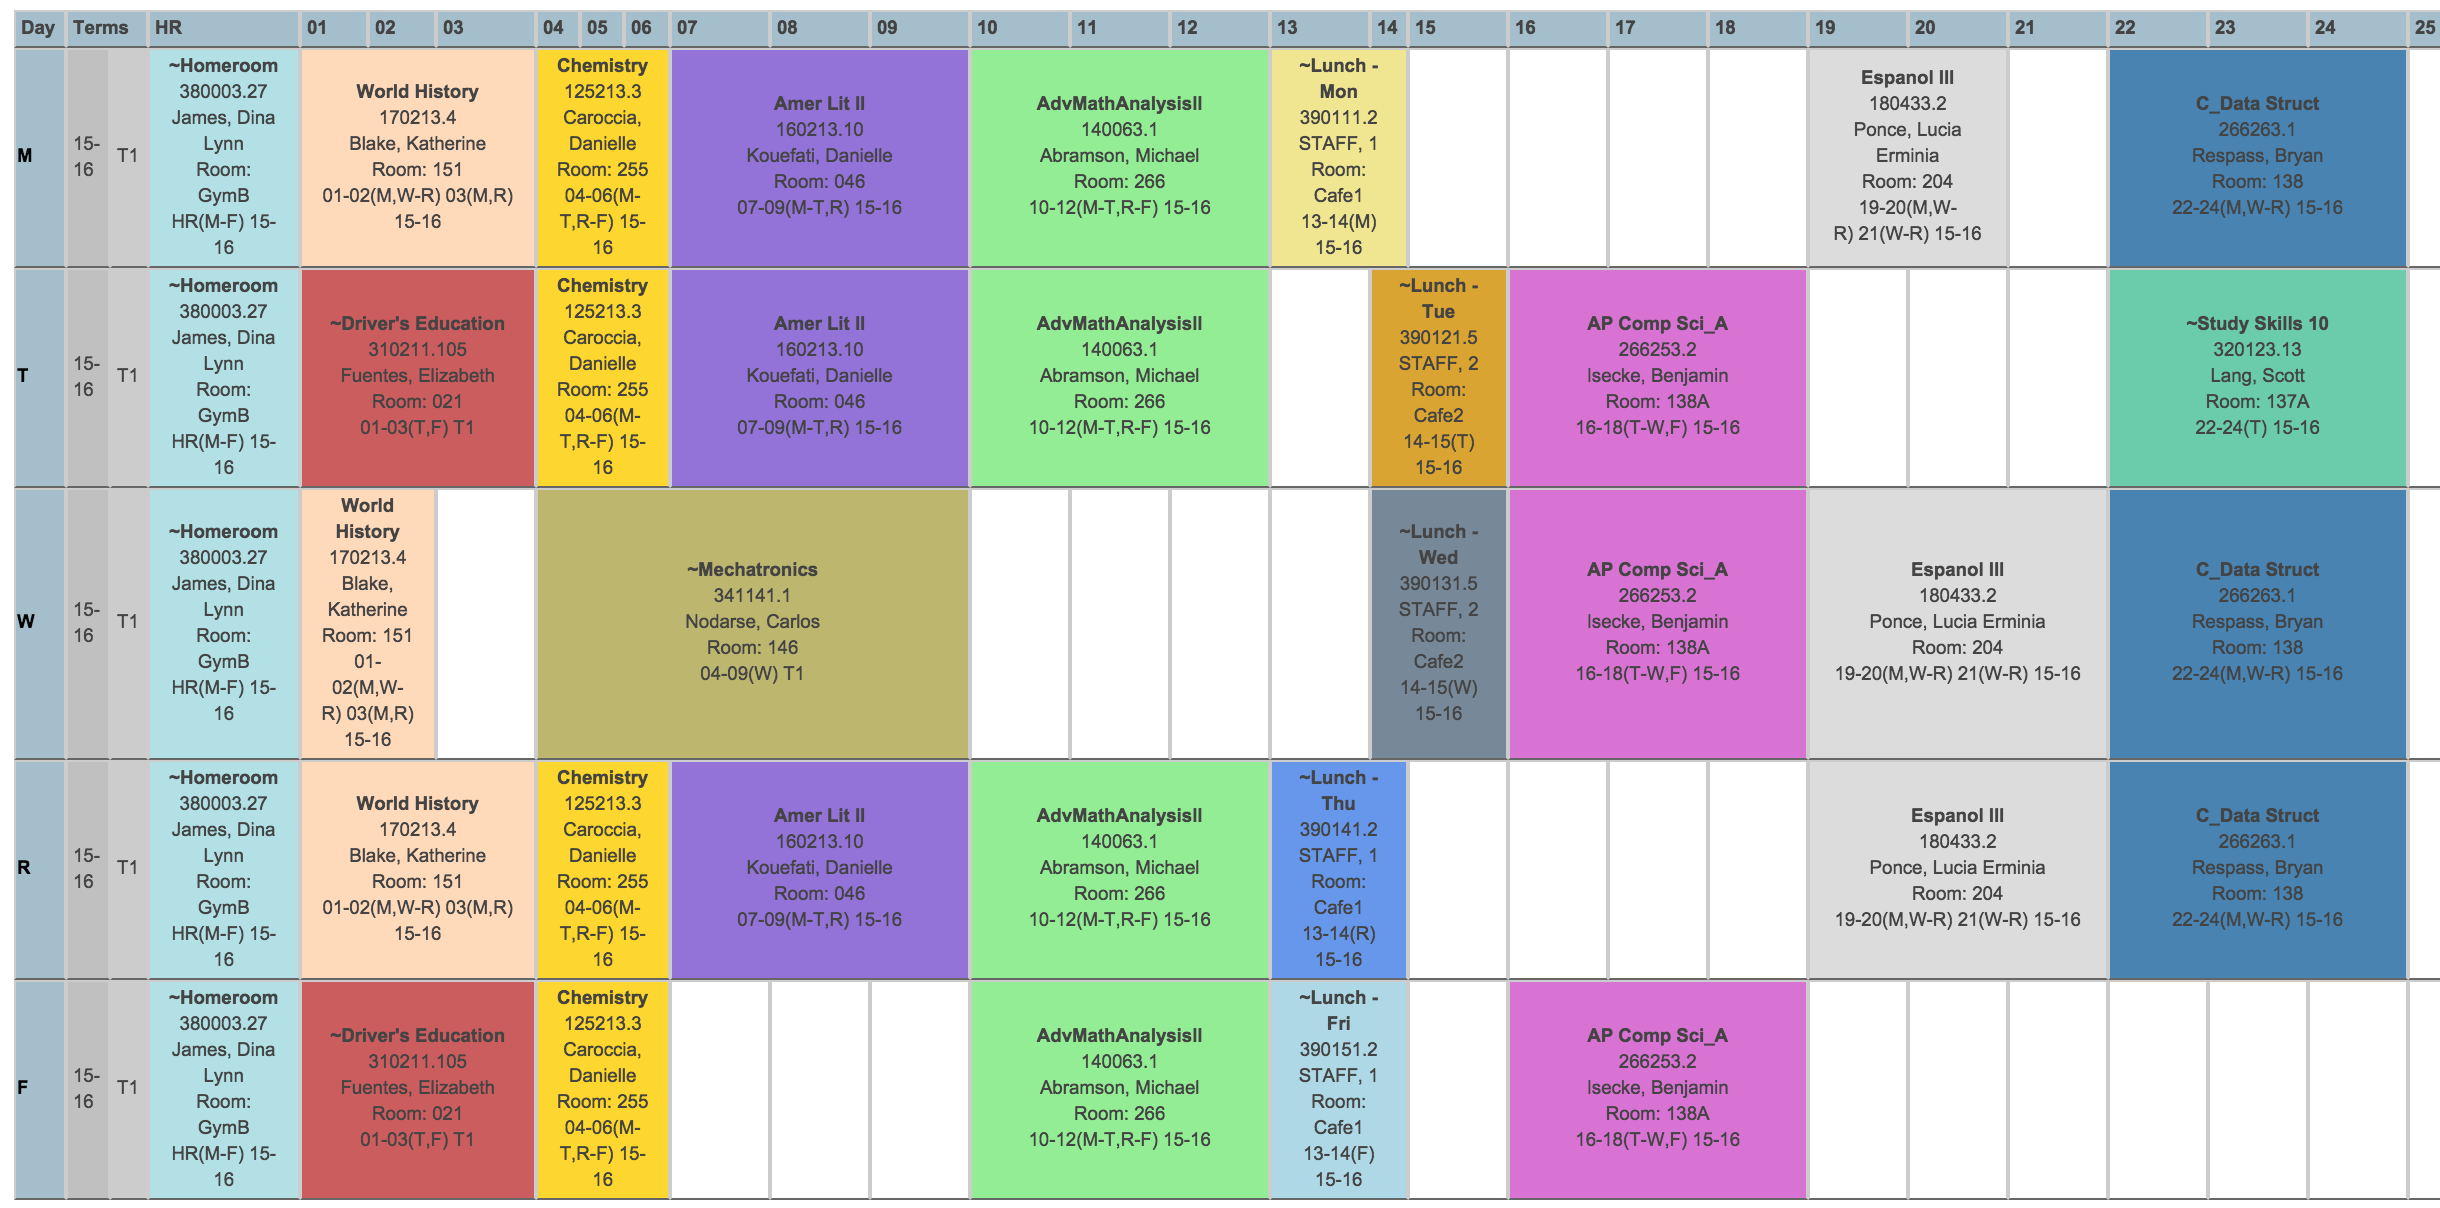 Day Terms HR 01 02 03 04 05 06 07 08 09 10 11 12 13 14 15 16 17 18 19 20 21 22 23 24 25
M
15-
16
T1
~Homeroom
380003.27
James, Dina
Lynn
Room:
GymB
HR(M-F) 15-
16
World History
170213.4
Blake, Katherine
Room: 151
01-02(M,W-R) 03(M,R)
15-16
Chemistry
125213.3
Caroccia,
Danielle
Room: 255
04-06(M-
T,R-F) 15-
16
Amer Lit II
160213.10
Kouefati, Danielle
Room: 046
07-09(M-T,R) 15-16
AdvMathAnalysisII
140063.1
Abramson, Michael
Room: 266
10-12(M-T,R-F) 15-16
~Lunch -
Mon
390111.2
STAFF, 1
Room:
Cafe1
13-14(M)
15-16
Espanol III
180433.2
Ponce, Lucia
Erminia
Room: 204
19-20(M,W-
R) 21(W-R) 15-16
C_Data Struct
266263.1
Respass, Bryan
Room: 138
22-24(M,W-R) 15-16
T
15-
16
T1
~Homeroom
380003.27
James, Dina
Lynn
Room:
GymB
HR(M-F) 15-
16
~Driver's Education
310211.105
Fuentes, Elizabeth
Room: 021
01-03(T,F) T1
Chemistry
125213.3
Caroccia,
Danielle
Room: 255
04-06(M-
T,R-F) 15-
16
Amer Lit II
160213.10
Kouefati, Danielle
Room: 046
07-09(M-T,R) 15-16
AdvMathAnalysisII
140063.1
Abramson, Michael
Room: 266
10-12(M-T,R-F) 15-16
~Lunch -
Tue
390121.5
STAFF, 2
Room:
Cafe2
14-15(T)
15-16
AP Comp Sci_A
266253.2
Isecke, Benjamin
Room: 138A
16-18(T-W,F) 15-16
~Study Skills 10
320123.13
Lang, Scott
Room: 137A
22-24(T) 15-16
W
15-
16
T1
~Homeroom
380003.27
James, Dina
Lynn
Room:
GymB
HR(M-F) 15-
16
World
History
170213.4
Blake,
Katherine
Room: 151
01-
02(M,W-
R) 03(M,R)
15-16
~Mechatronics
341141.1
Nodarse, Carlos
Room: 146
04-09(W) T1
~Lunch -
Wed
390131.5
STAFF, 2
Room:
Cafe2
14-15(W)
15-16
AP Comp Sci_A
266253.2
Isecke, Benjamin
Room: 138A
16-18(T-W,F) 15-16
Espanol III
180433.2
Ponce, Lucia Erminia
Room: 204
19-20(M,W-R) 21(W-R) 15-16
C_Data Struct
266263.1
Respass, Bryan
Room: 138
22-24(M,W-R) 15-16
R
15-
16
T1
~Homeroom
380003.27
James, Dina
Lynn
Room:
GymB
HR(M-F) 15-
16
World History
170213.4
Blake, Katherine
Room: 151
01-02(M,W-R) 03(M,R)
15-16
Chemistry
125213.3
Caroccia,
Danielle
Room: 255
04-06(M-
T,R-F) 15-
16
Amer Lit II
160213.10
Kouefati, Danielle
Room: 046
07-09(M-T,R) 15-16
AdvMathAnalysisII
140063.1
Abramson, Michael
Room: 266
10-12(M-T,R-F) 15-16
~Lunch -
Thu
390141.2
STAFF, 1
Room:
Cafe1
13-14(R)
15-16
Espanol III
180433.2
Ponce, Lucia Erminia
Room: 204
19-20(M,W-R) 21(W-R) 15-16
C_Data Struct
266263.1
Respass, Bryan
Room: 138
22-24(M,W-R) 15-16
F
15-
16
T1
~Homeroom
380003.27
James, Dina
Lynn
Room:
GymB
HR(M-F) 15-
16
~Driver's Education
310211.105
Fuentes, Elizabeth
Room: 021
01-03(T,F) T1
Chemistry
125213.3
Caroccia,
Danielle
Room: 255
04-06(M-
T,R-F) 15-
16
AdvMathAnalysisII
140063.1
Abramson, Michael
Room: 266
10-12(M-T,R-F) 15-16
~Lunch -
Fri
390151.2
STAFF, 1
Room:
Cafe1
13-14(F)
15-16
AP Comp Sci_A
266253.2
Isecke, Benjamin
Room: 138A
16-18(T-W,F) 15-16